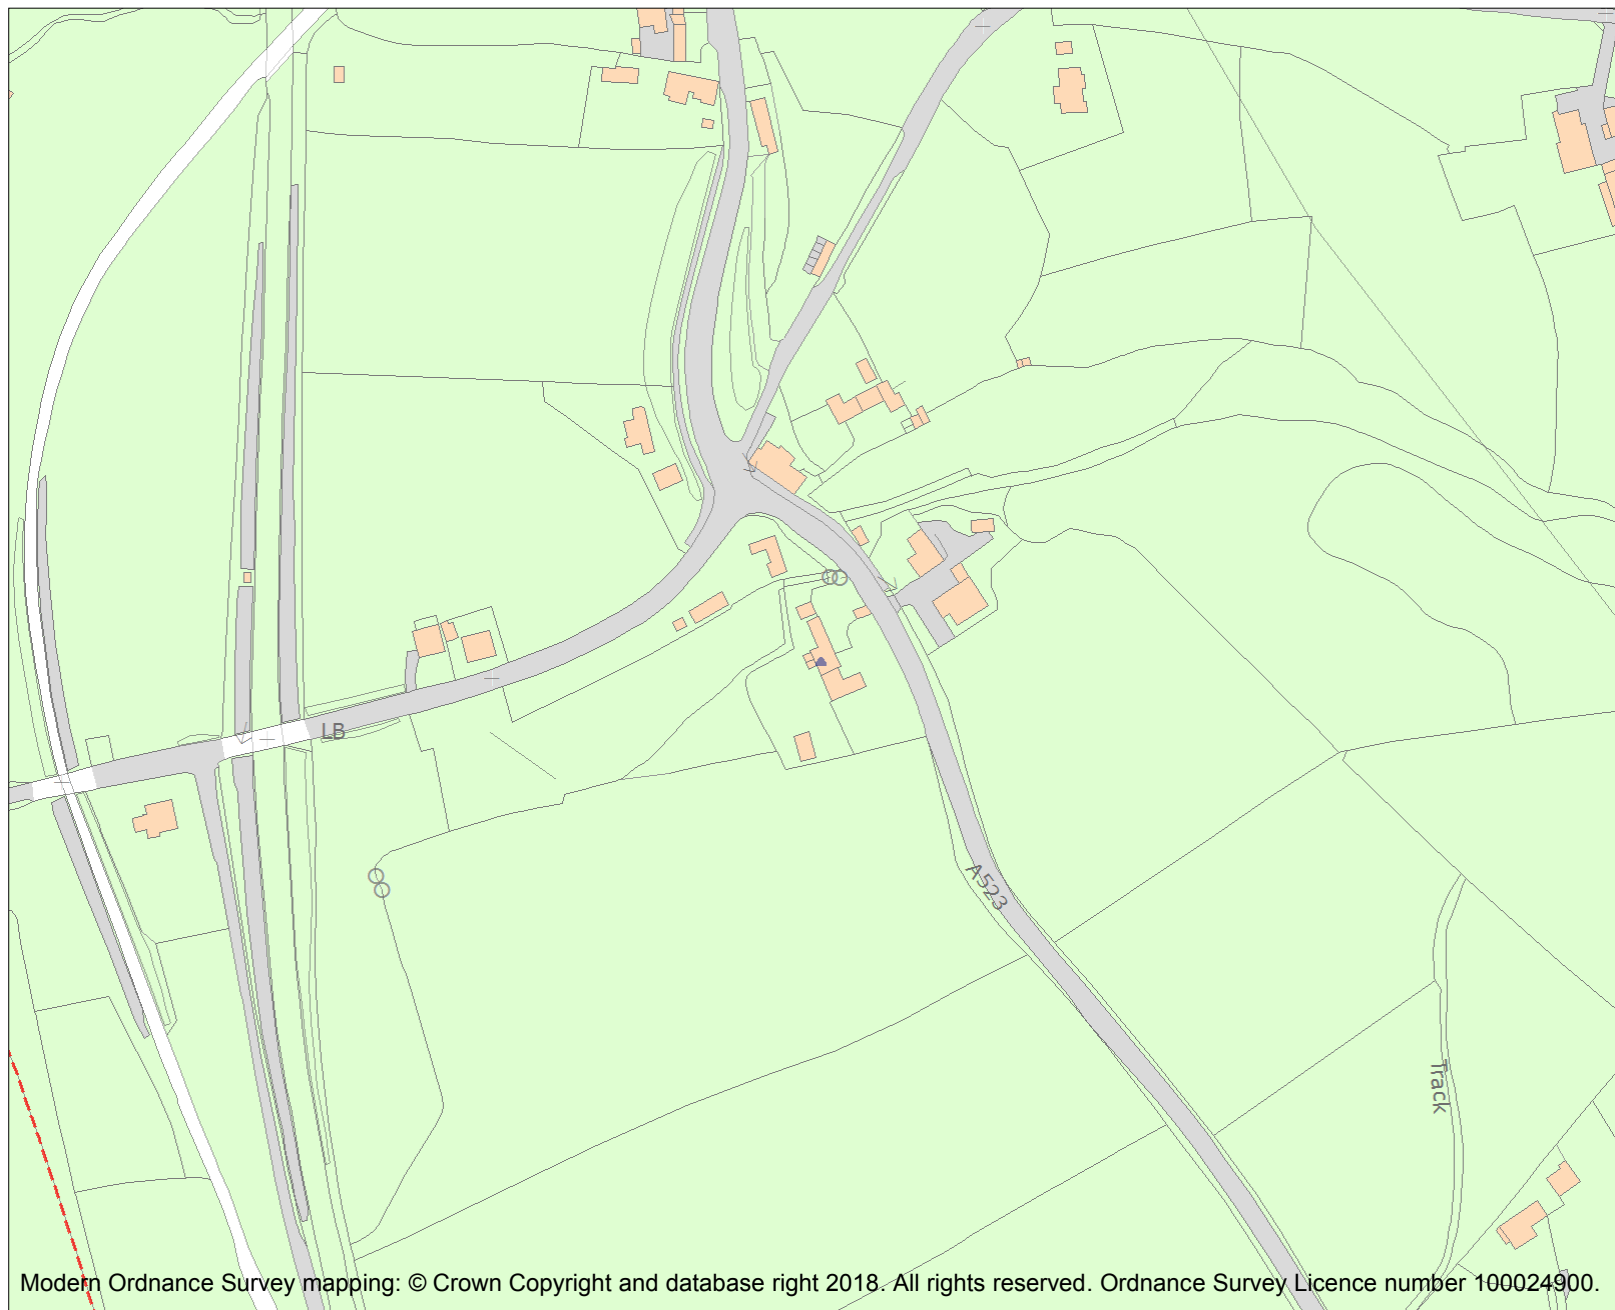 LB
A523
Track
Modern Ordnance Survey mapping: © Crown Copyright and database right 2018. All rights reserved. Ordnance Survey Licence number 100024900.